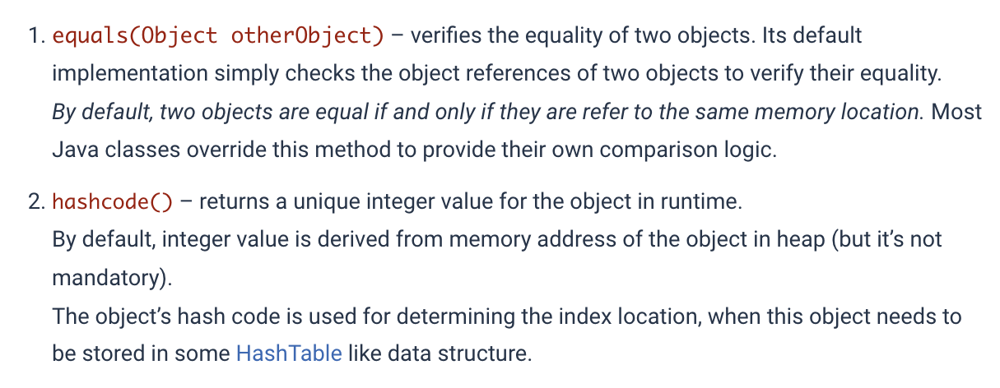 1. equals(Object otherObject) – verifies the equality of two objects. Its default
implementation simply checks the object references of two objects to verify their equality.
By default, two objects are equal if and only if they are refer to the same memory location. Most
Java classes override this method to provide their own comparison logic.
2. hashcode() – returns a unique integer value for the object in runtime.
By default, integer value is derived from memory address of the object in heap (but it’s not
mandatory).
The object’s hash code is used for determining the index location, when this object needs to
be stored in some HashTable like data structure.